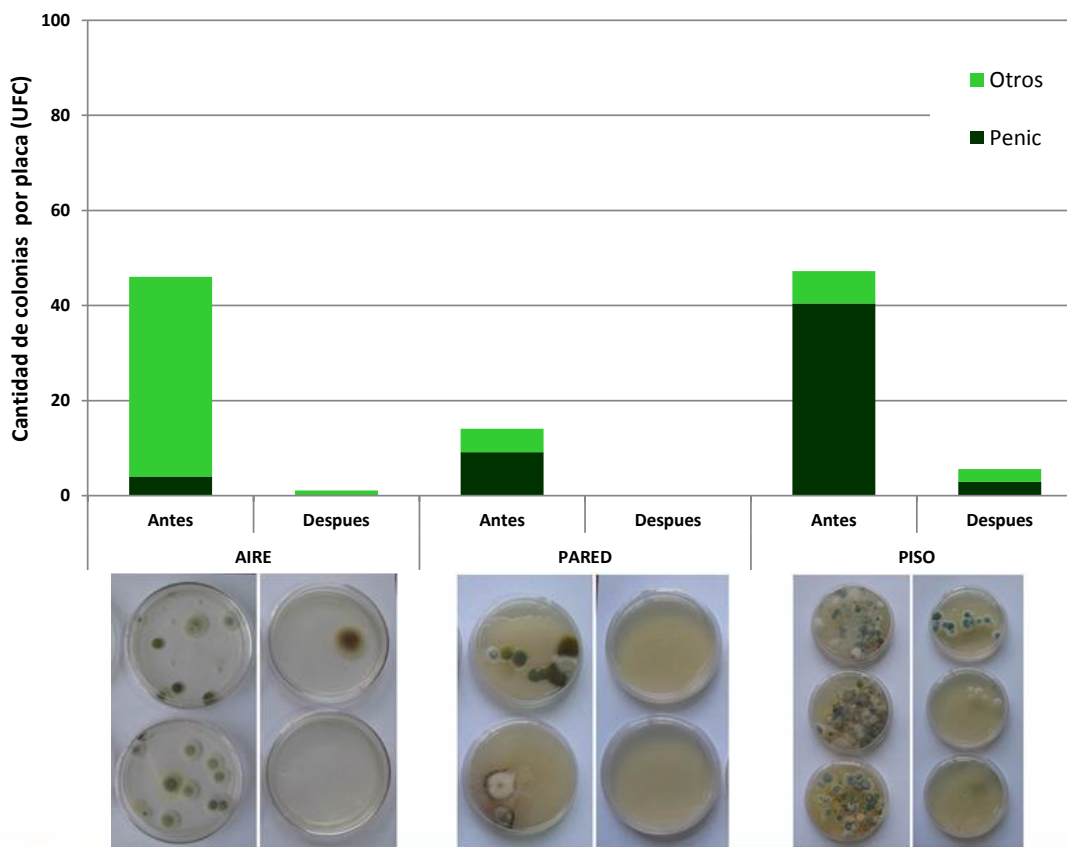 Cantidad de colonias por placa (UFC)
100
80
60
40
20
0
Otros
Penic
Antes
Despues
Antes
Despues
Antes
Despues
AIRE
PARED
PISO